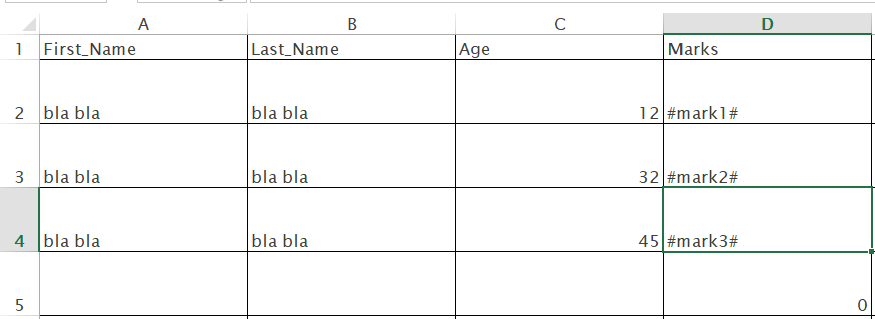 A B C D
1 First_Name Last_Name Age Marks
2 bla bla bla bla 12 #mark1#
3 bla bla bla bla 32 #mark2#
4 bla bla bla bla 45 #mark3#
5 0